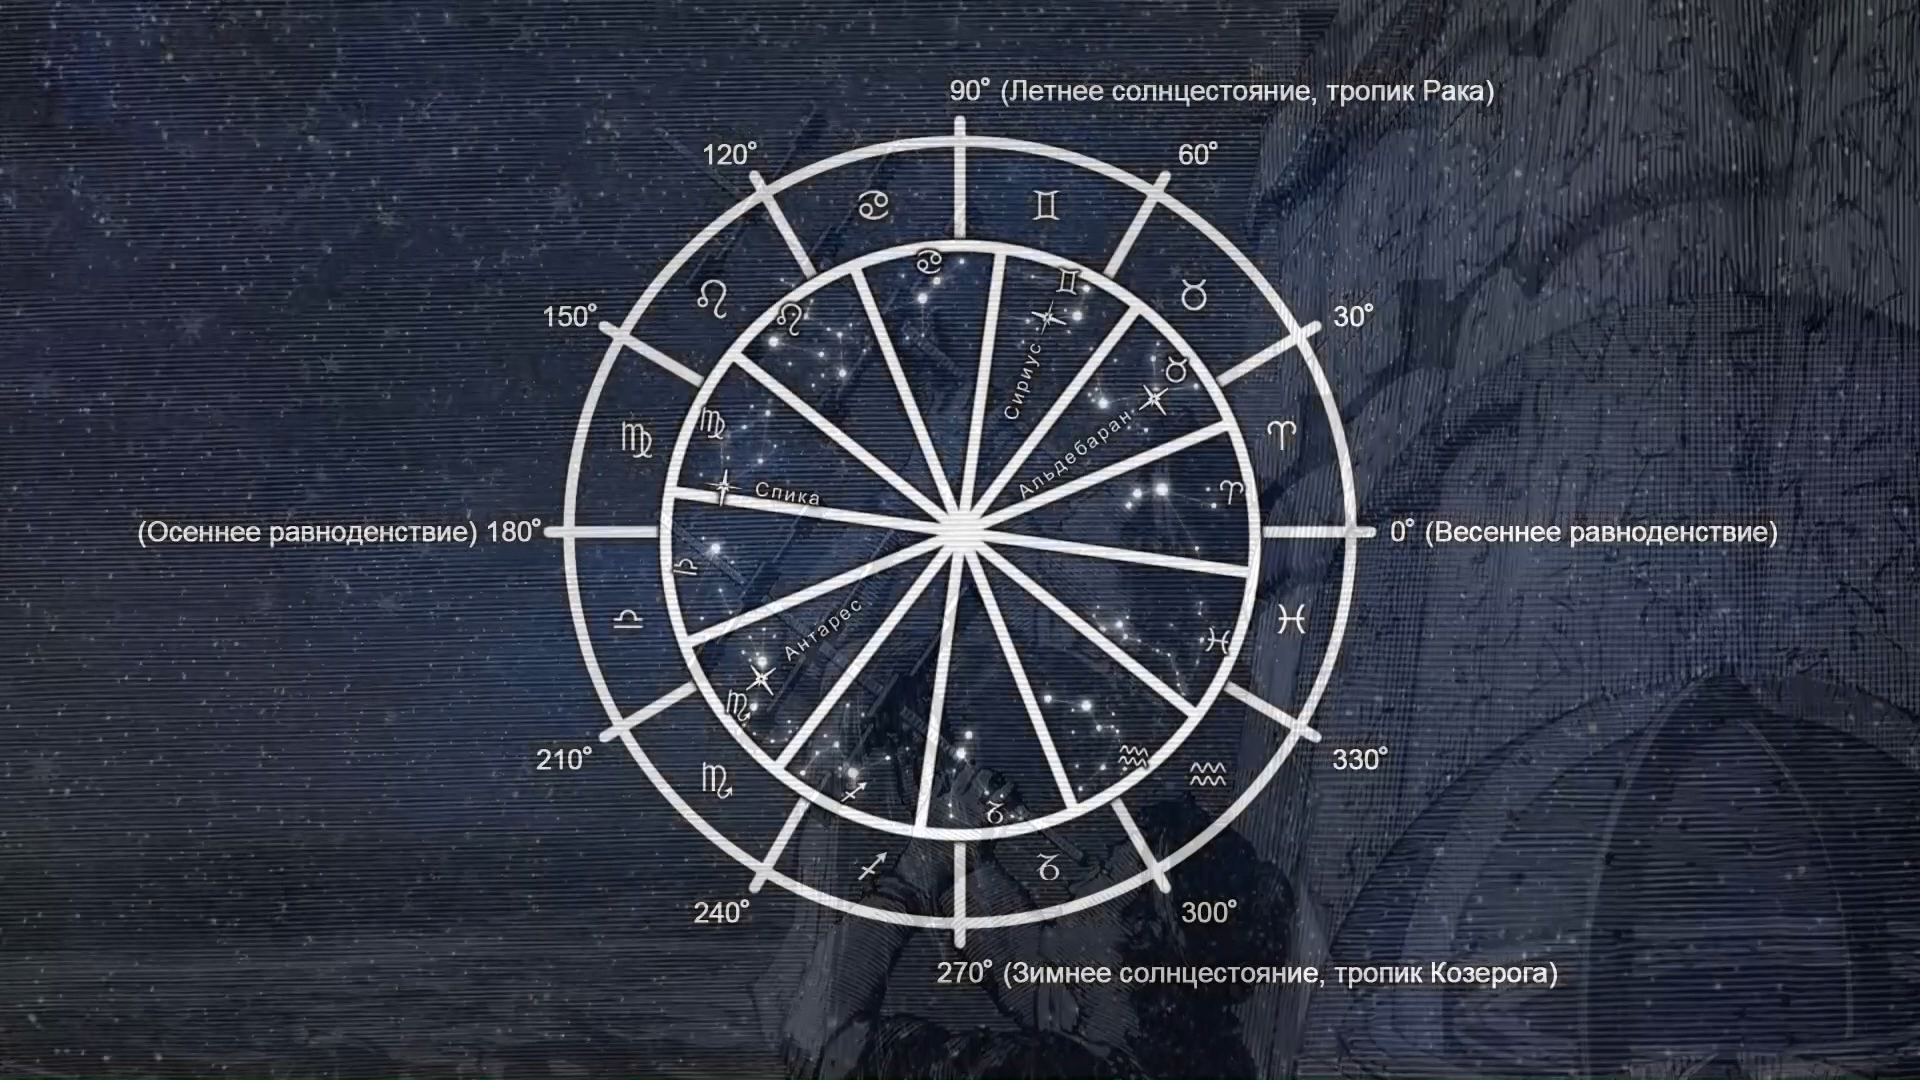 90° (Летнее солнцестояние, тропик Рака)
120°
60°
150°
30°
Сириус
Альдебаран
Спика
(Осеннее равноденствие) 180°
0° (Весеннее равноденствие)
Антарес
210°
330°
240°
300°
270° (Зимнее солнцестояние, тропик Козерога)